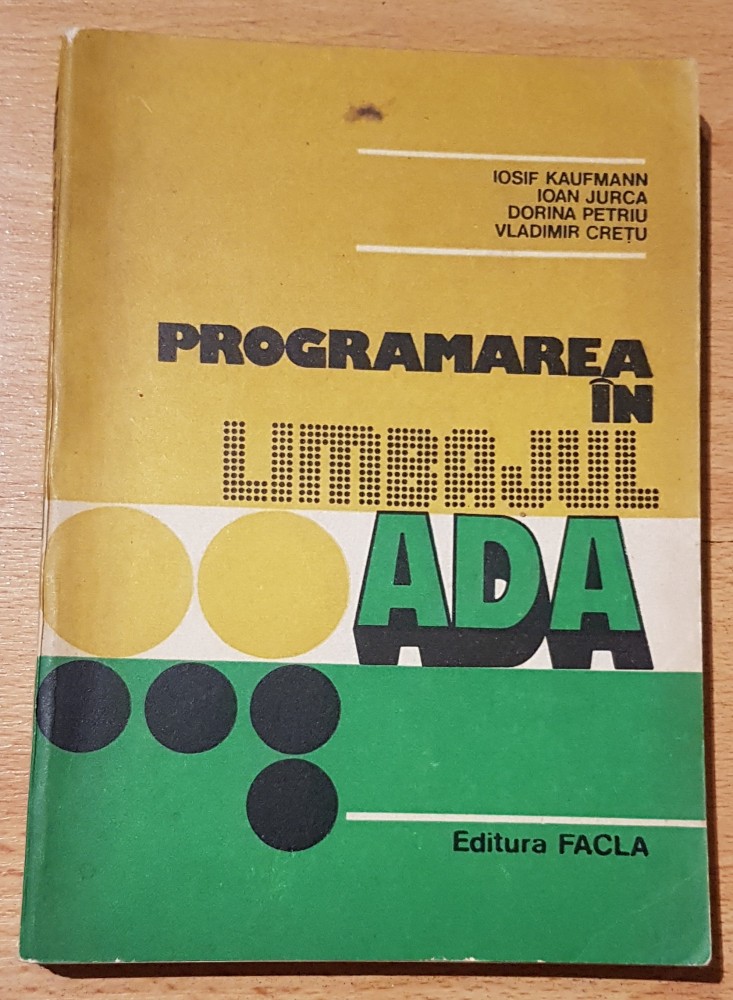 IOSIF KAUFMANN
IOAN JURCA
DORINA PETRIU
VLADIMIR CREȚU
PROGRAMAREA
ÎN
LIMBAJUL
ADA
Editura FACLA